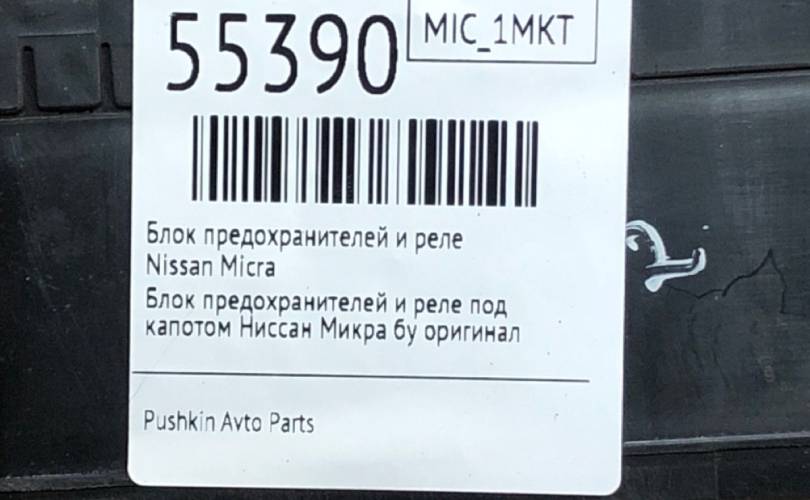 55390
MIC_1MKT
Блок предохранителей и реле
Nissan Micra
Блок предохранителей и реле под
капотом Ниссан Микра бу оригинал
Pushkin Avto Parts